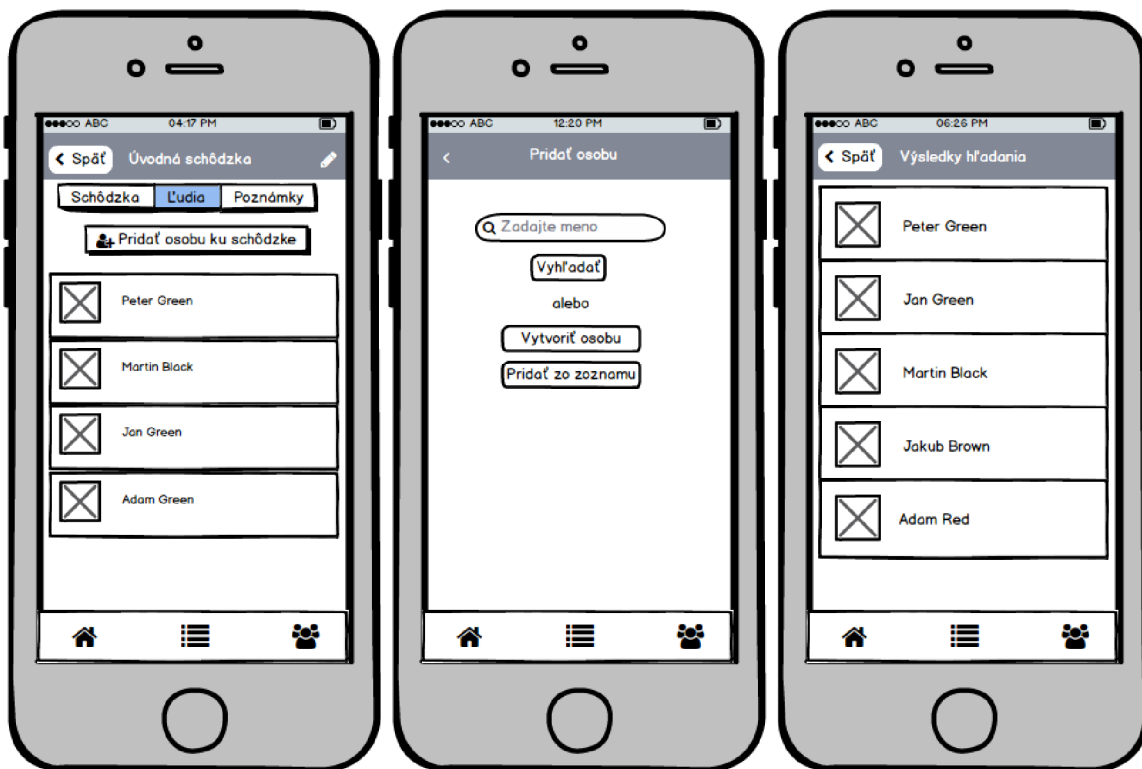 ABC 04:17 PM
Späť Úvodná schôdzka
Schôdzka Ľudia Poznámky
Pridať osobu ku schôdzke
Peter Green
Martin Black
Jan Green
Adam Green
ABC 12:20 PM
Pridať osobu
Zadajte meno
Vyhľadať
alebo
Vytvoriť osobu
Pridať zo zoznamu
ABC 06:26 PM
Späť Výsledky hľadania
Peter Green
Jan Green
Martin Black
Jakub Brown
Adam Red